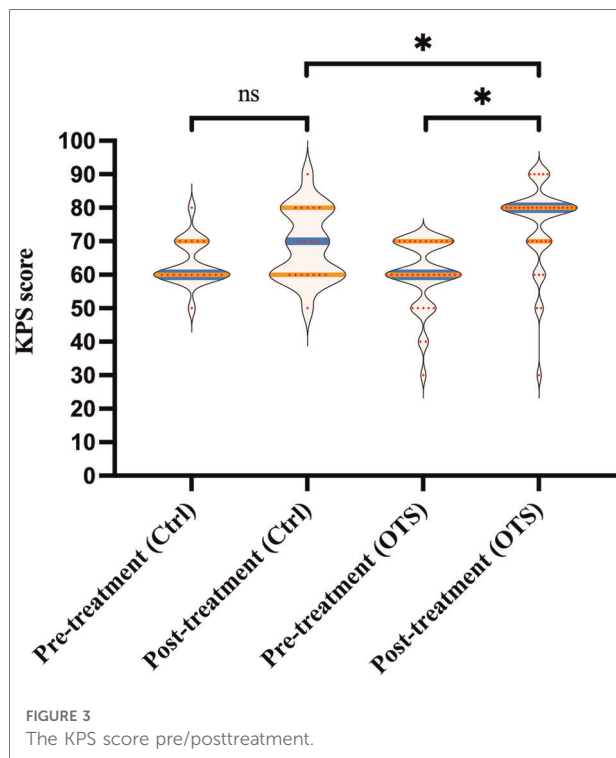 *
ns
*
100
90
80
70
60
50
40
30
20
10
0
KPS score
Pre-treatment (Ctrl)
Post-treatment (Ctrl)
Pre-treatment (OTS)
Post-treatment (OTS)
FIGURE 3
The KPS score pre/posttreatment.